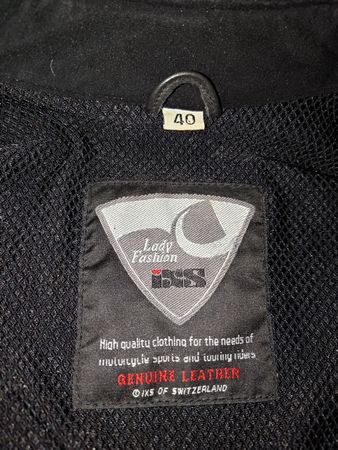 40
Lady
Fashion
iXS
High quality clothing for the needs of
motorcycle sports and touring riders
GENUINE LEATHER
© iXS OF SWITZERLAND